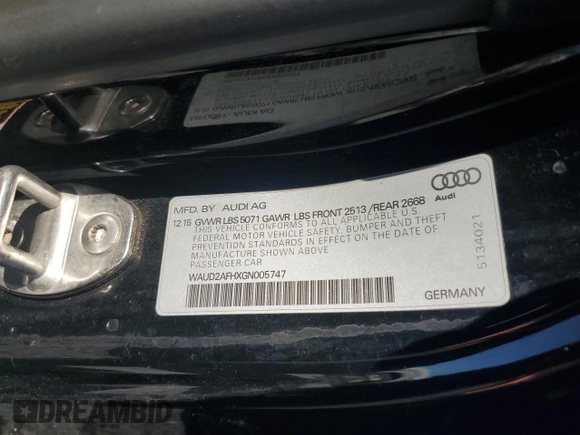 MFD. BY AUDI AG
12.15 GVWR LBS 5071 GAWR LBS FRONT 2513 / REAR 2668
THIS VEHICLE CONFORMS TO ALL APPLICABLE U.S.
FEDERAL MOTOR VEHICLE SAFETY, BUMPER AND THEFT
PREVENTION STANDARDS IN EFFECT ON THE DATE OF
MANUFACTURE SHOWN ABOVE
PASSENGER CAR
WAUD2AFHXGN005747
Audi
5134021
GERMANY
DREAMBID